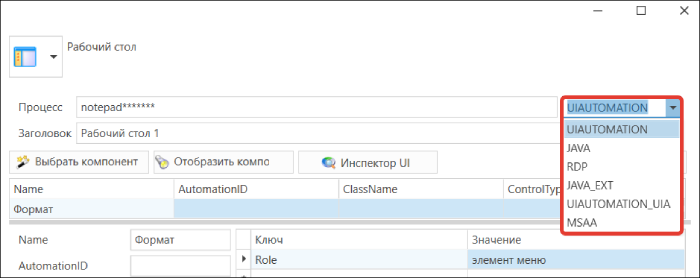 Рабочий стол
Процесс notepad******* UIAUTOMATION
Заголовок Рабочий стол 1
UIAUTOMATION
JAVA
RDP
JAVA_EXT
UIAUTOMATION_UIA
MSAA
Выбрать компонент Отобразить компо Инспектор UI
Name AutomationID ClassName ControlTyp
Формат
Name Формат
AutomationID
Ключ Значение
Role элемент меню